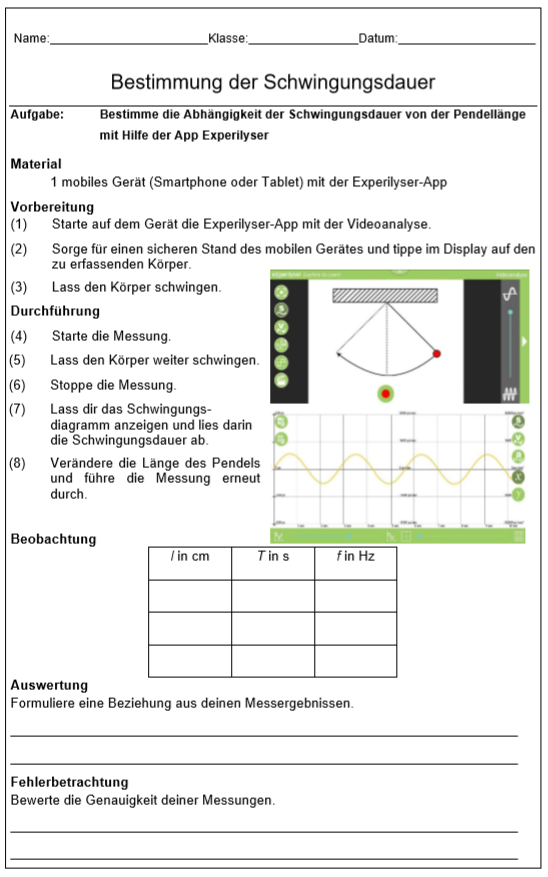 Name:____________________Klasse:______________Datum:__________________
Bestimmung der Schwingungsdauer
Aufgabe: Bestimme die Abhängigkeit der Schwingungsdauer von der Pendellänge
mit Hilfe der App Experilyser
Material
1 mobiles Gerät (Smartphone oder Tablet) mit der Experilyser-App
Vorbereitung
(1) Starte auf dem Gerät die Experilyser-App mit der Videoanalyse.
(2) Sorge für einen sicheren Stand des mobilen Gerätes und tippe im Display auf den
zu erfassenden Körper.
(3) Lass den Körper schwingen.
Durchführung
(4) Starte die Messung.
(5) Lass den Körper weiter schwingen.
(6) Stoppe die Messung.
(7) Lass dir das Schwingungs-
diagramm anzeigen und lies darin
die Schwingungsdauer ab.
(8) Verändere die Länge des Pendels
und führe die Messung erneut
durch.
Beobachtung
l in cm T in s f in Hz
Auswertung
Formuliere eine Beziehung aus deinen Messergebnissen.
Fehlerbetrachtung
Bewerte die Genauigkeit deiner Messungen.